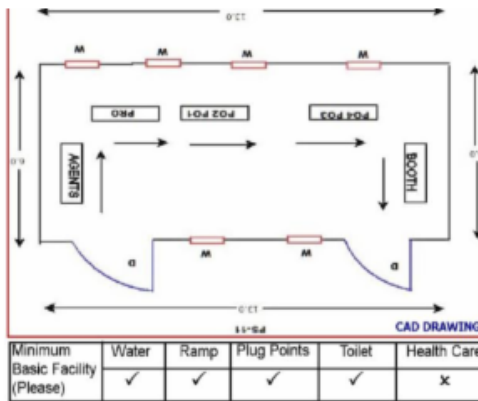 13.0
W W W W
PRO PO2 PO1 PO4 PO3
6.0
AGENTS BOOTH
D W W D
13.0
PS-11
CAD DRAWING
Minimum Basic Facility (Please) Water Ramp Plug Points Toilet Health Care
✓ ✓ ✓ ✓ x